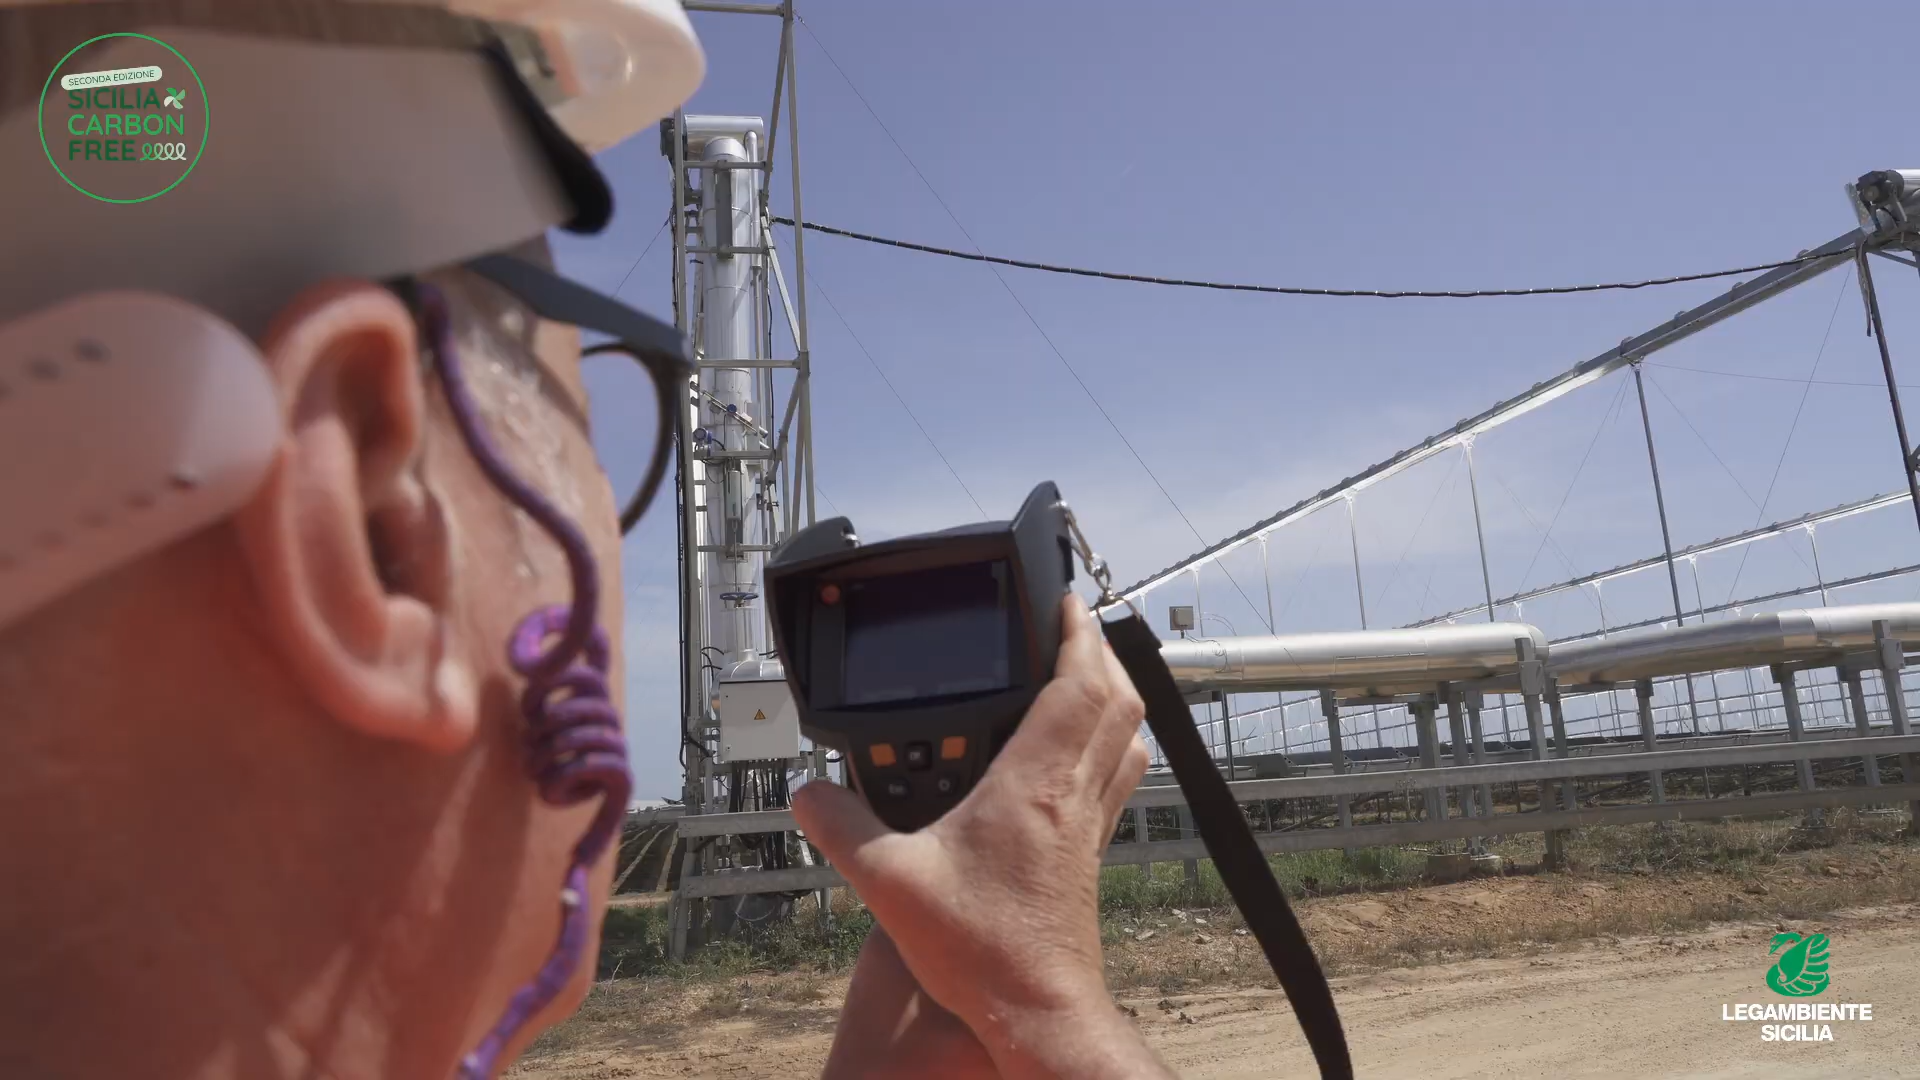 SECONDA EDIZIONE
SICILIA
CARBON
FREE
LEGAMBIENTE
SICILIA